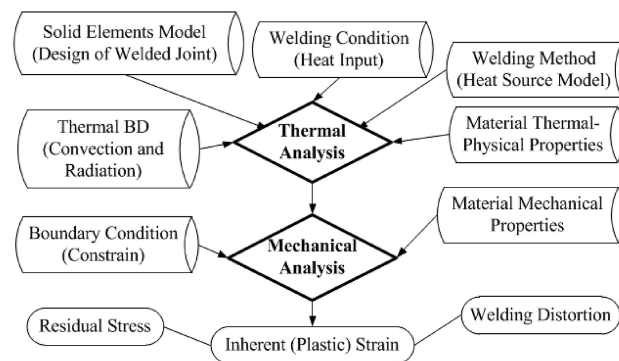 Solid Elements Model
(Design of Welded Joint)
Welding Condition
(Heat Input)
Welding Method
(Heat Source Model)
Thermal BD
(Convection and
Radiation)
Thermal
Analysis
Material Thermal-
Physical Properties
Boundary Condition
(Constrain)
Mechanical
Analysis
Material Mechanical
Properties
Residual Stress
Inherent (Plastic) Strain
Welding Distortion